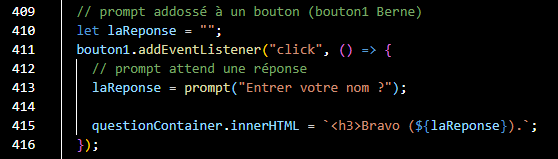 409 // prompt addossé à un bouton (bouton1 Berne)
410 let laReponse = "";
411 bouton1.addEventListener("click", () => {
412 // prompt attend une réponse
413 laReponse = prompt("Entrer votre nom ?");
414
415 questionContainer.innerHTML = `<h3>Bravo (${laReponse}).`;
416 });